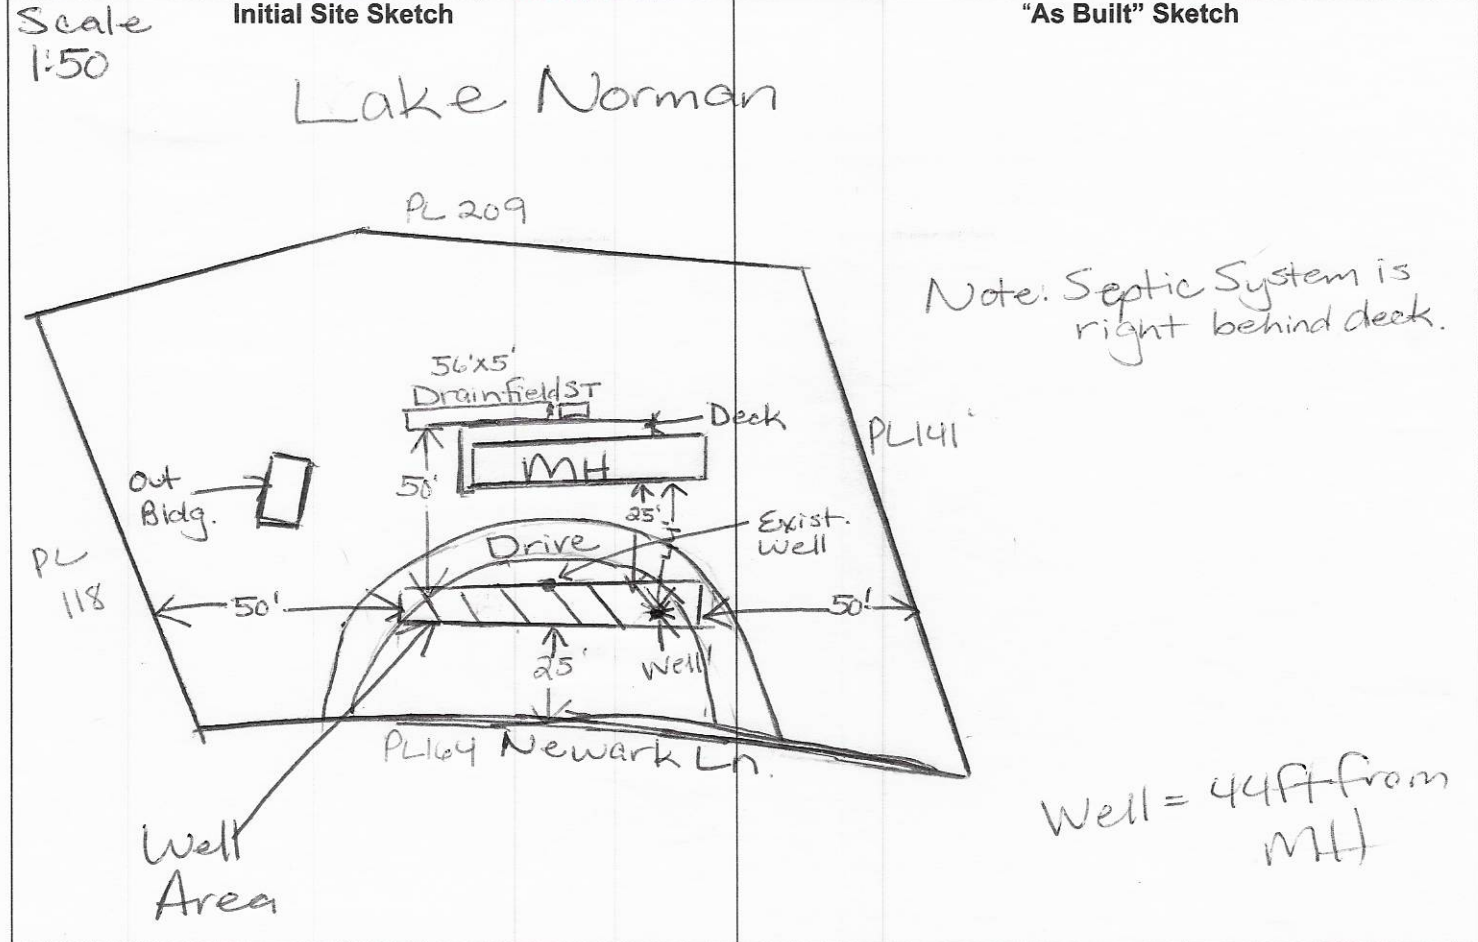 Initial Site Sketch
"As Built" Sketch
Scale
1:50
Lake Norman
PL 209
Note: Septic System is
right behind deck.
56'x5'
Drainfield ST
Deck
PL141'
MH
50'
Out
Bldg.
25'
Exist.
Well
Drive
PL
118
50'
50'
25'
Well
PL164 Newark Ln.
Well = 44ft from
MH
Well
Area